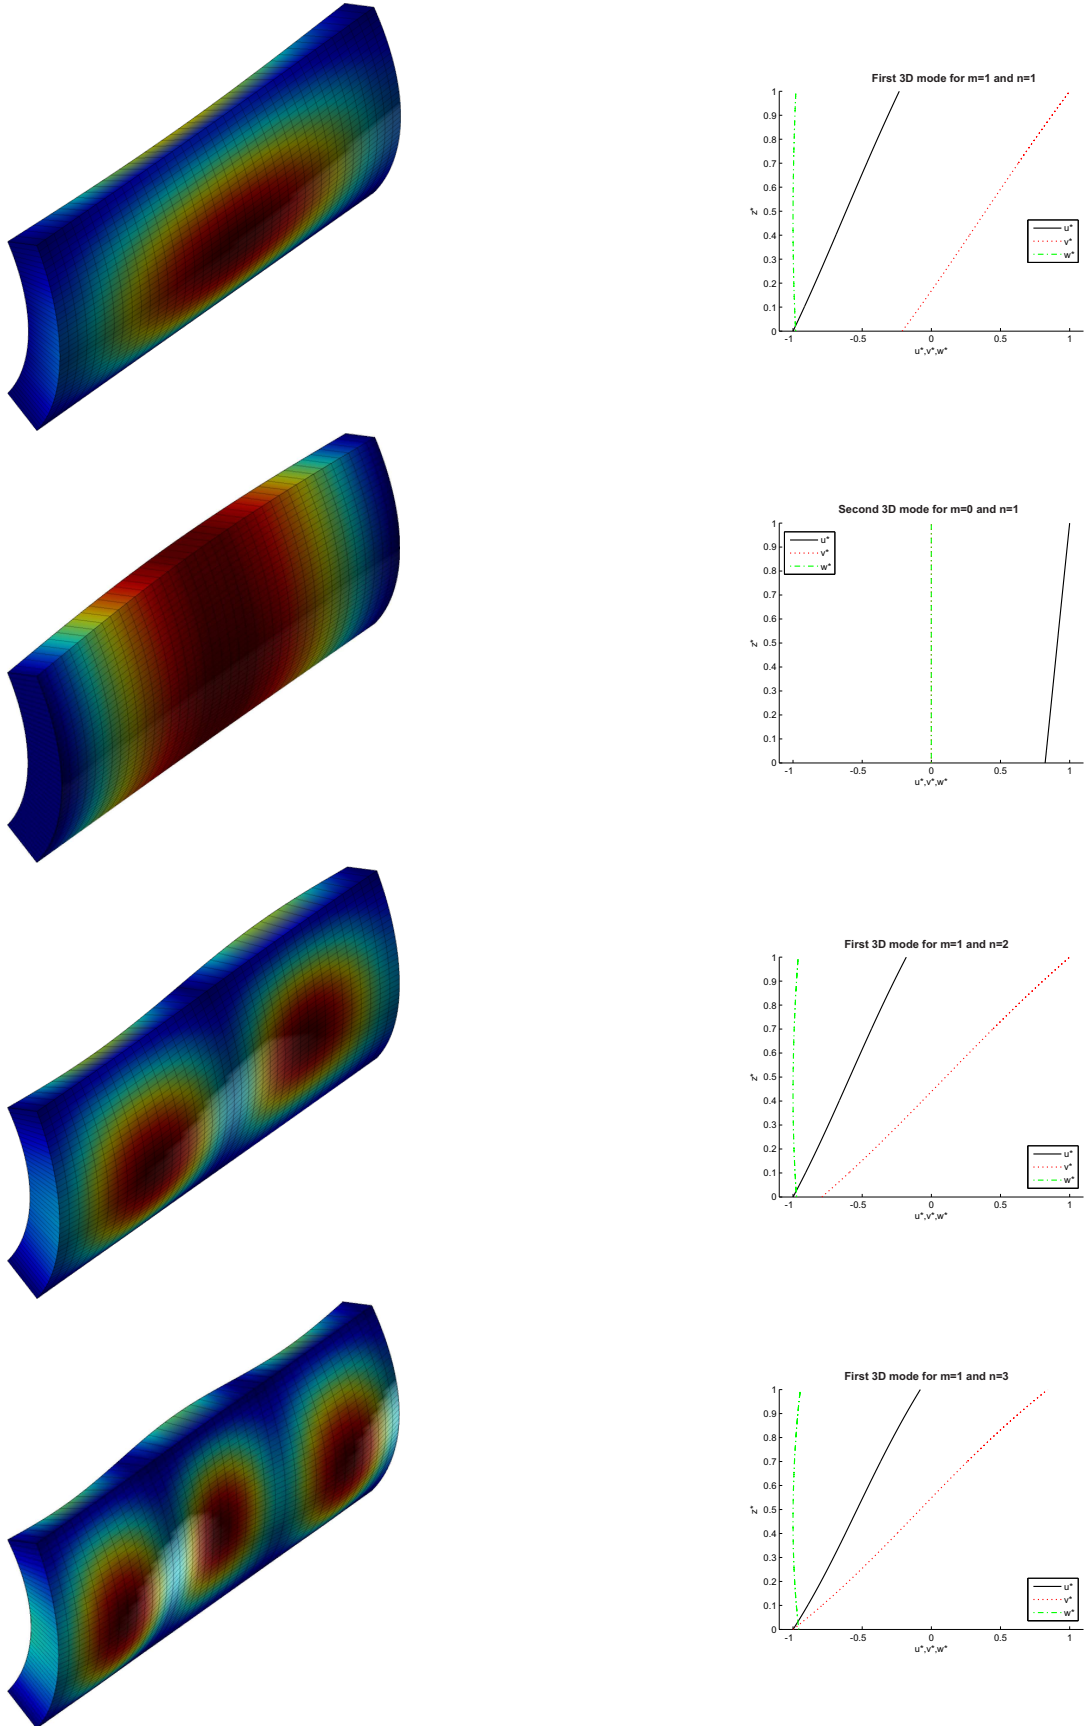 First 3D mode for m=1 and n=1
1
0.9
0.8
0.7
0.6
0.5
0.4
0.3
0.2
0.1
0
z*
u*
v*
w*
-1 -0.5 0 0.5 1
u*,v*,w*
Second 3D mode for m=0 and n=1
1
0.9
0.8
0.7
0.6
0.5
0.4
0.3
0.2
0.1
0
z*
u*
v*
w*
-1 -0.5 0 0.5 1
u*,v*,w*
First 3D mode for m=1 and n=2
1
0.9
0.8
0.7
0.6
0.5
0.4
0.3
0.2
0.1
0
z*
u*
v*
w*
-1 -0.5 0 0.5 1
u*,v*,w*
First 3D mode for m=1 and n=3
1
0.9
0.8
0.7
0.6
0.5
0.4
0.3
0.2
0.1
0
z*
u*
v*
w*
-1 -0.5 0 0.5 1
u*,v*,w*